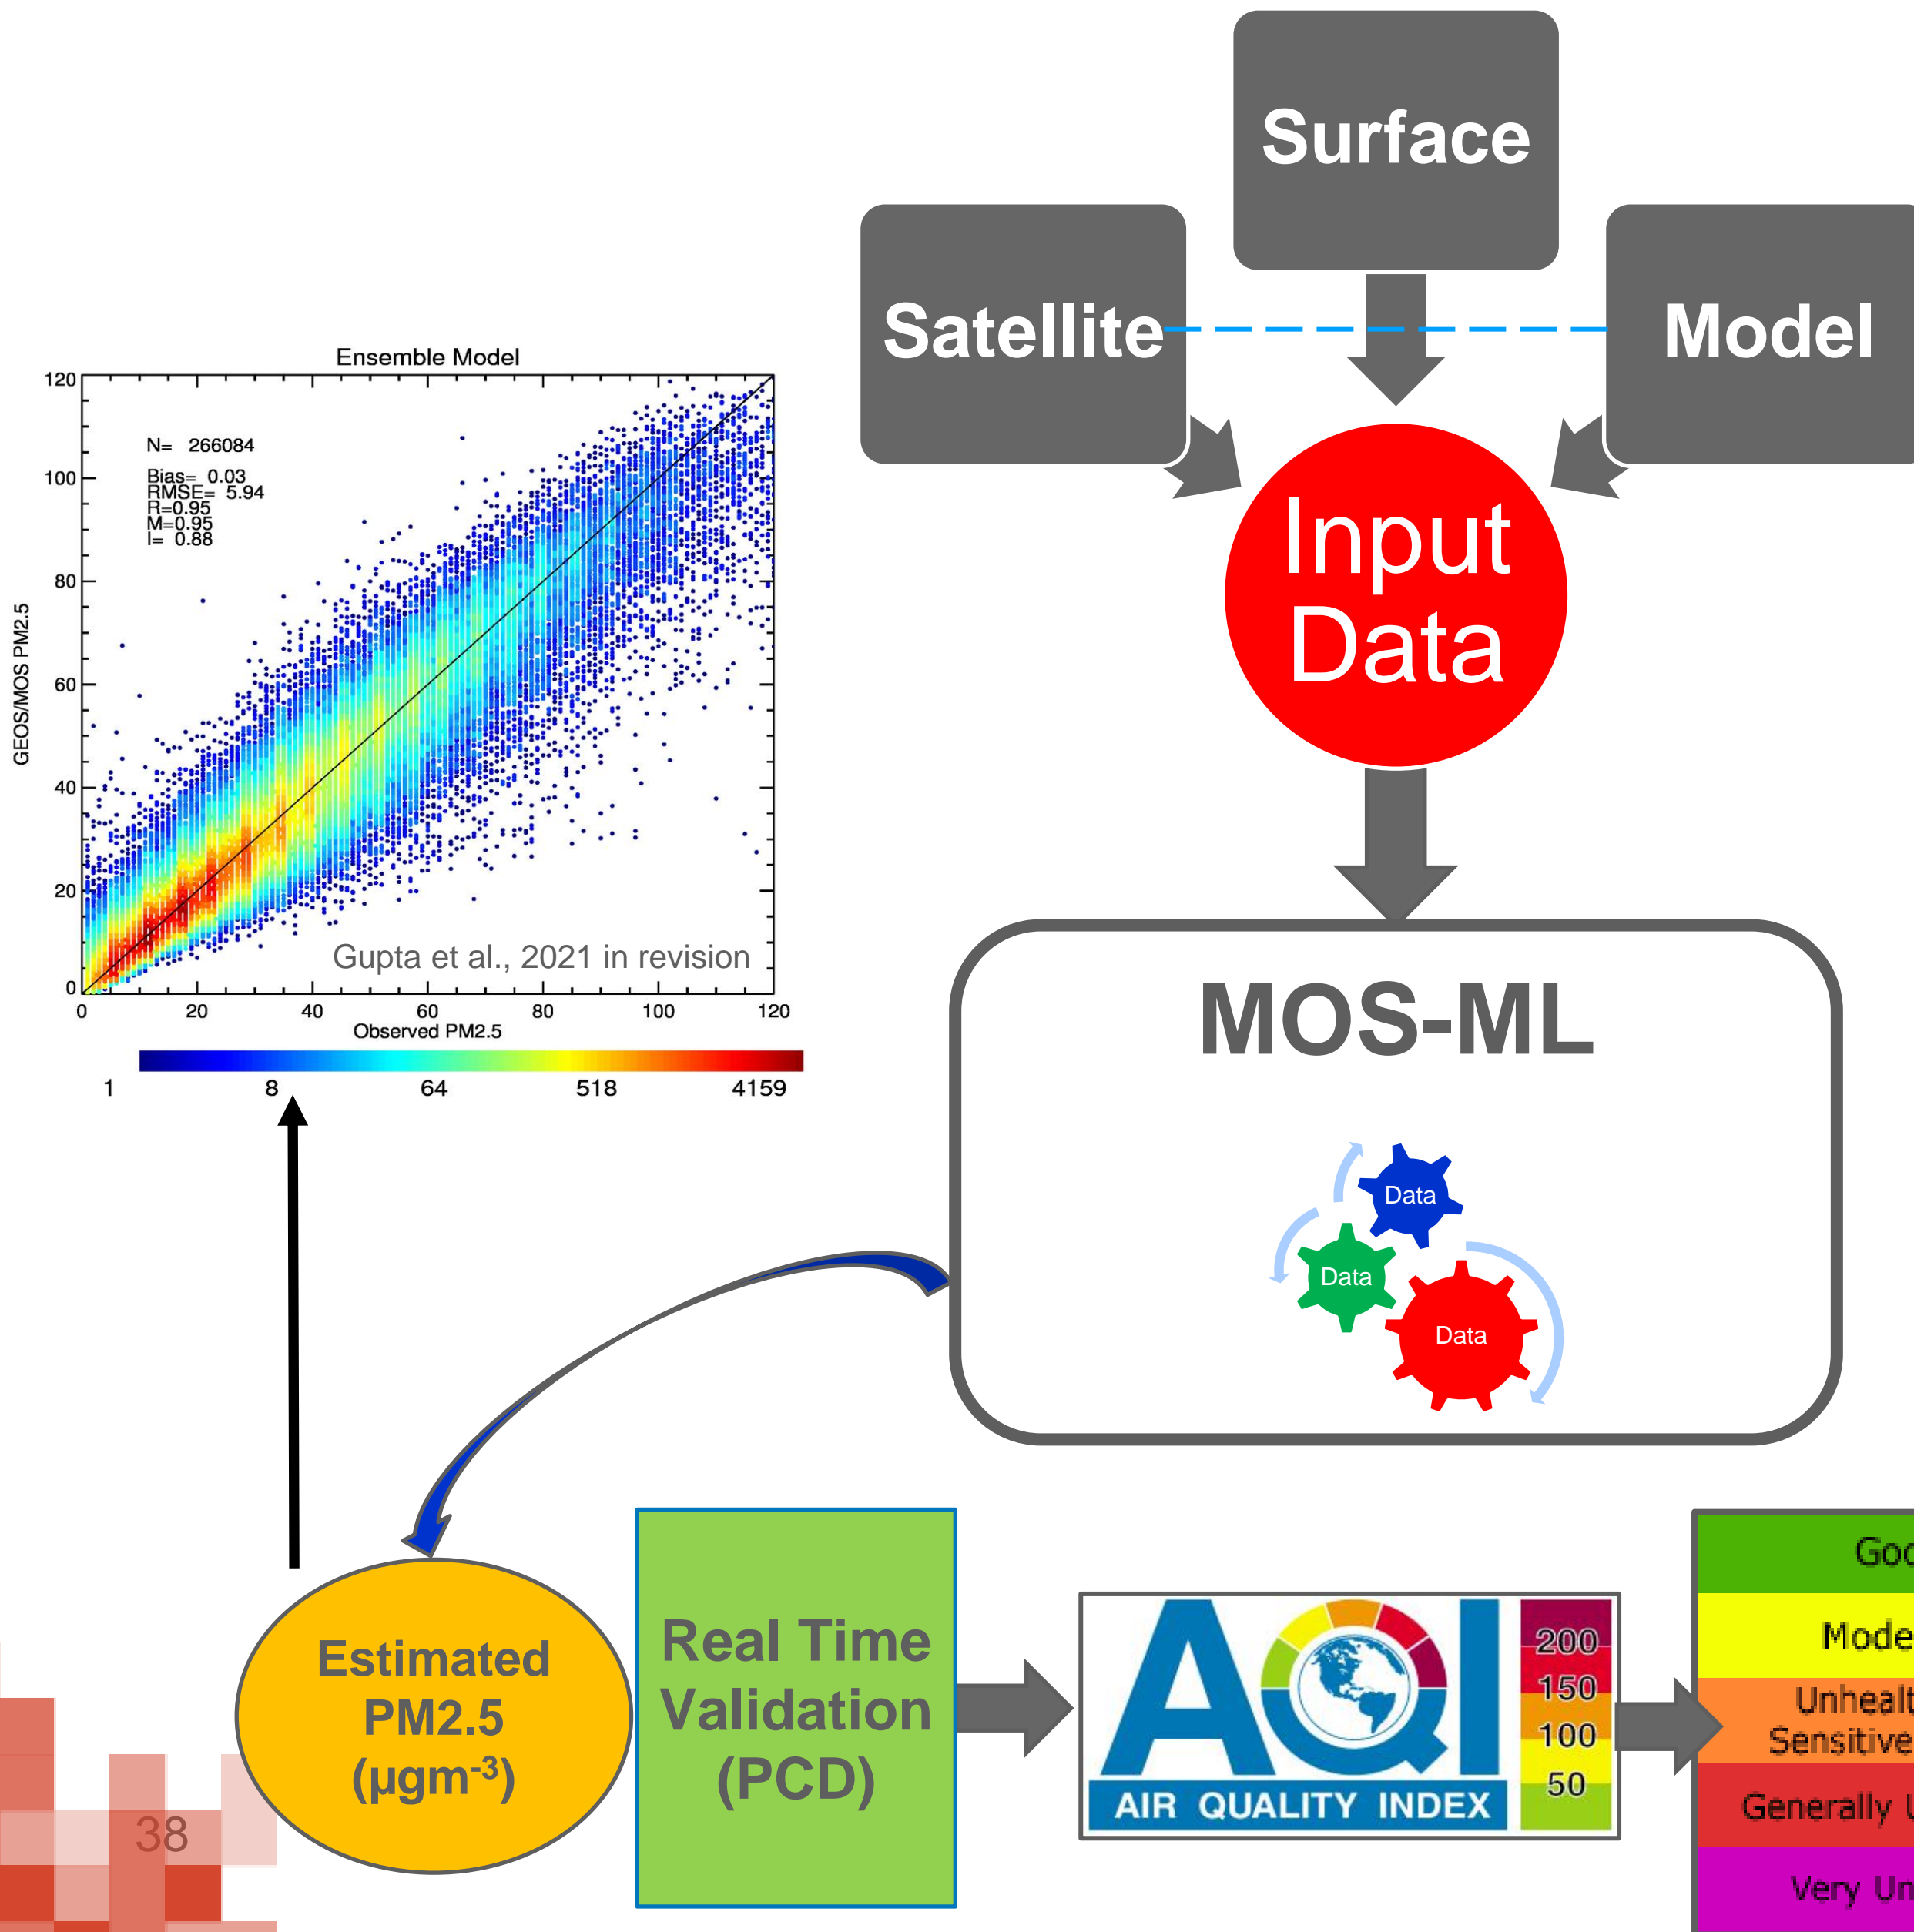 Surface
Satellite
Model
Input
Data
Ensemble Model
120
100
80
60
40
20
0
GEOS/MOS PM2.5
N= 266084
Bias= 0.03
RMSE= 5.94
R=0.95
M=0.95
I= 0.88
Gupta et al., 2021 in revision
0 20 40 60 80 100 120
Observed PM2.5
1 8 64 518 4159
MOS-ML
Data
Data
Data
Estimated
PM2.5
(µgm⁻³)
Real Time
Validation
(PCD)
AQI
AIR QUALITY INDEX
200
150
100
50
Sensitive
Generally
Very
38